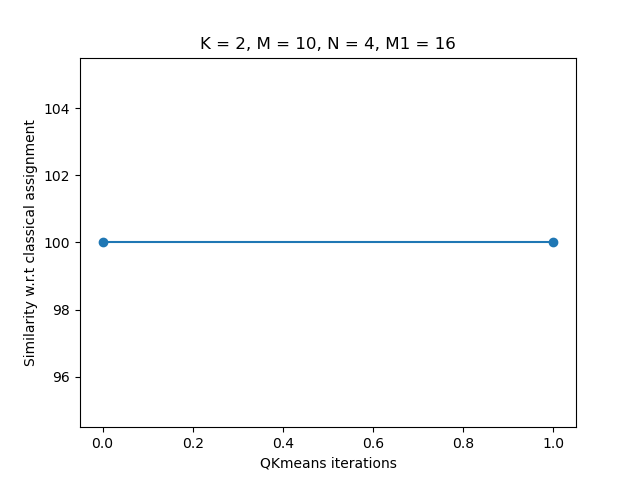 K = 2, M = 10, N = 4, M1 = 16
Similarity w.r.t classical assignment
104
102
100
98
96
0.0 0.2 0.4 0.6 0.8 1.0
QKmeans iterations